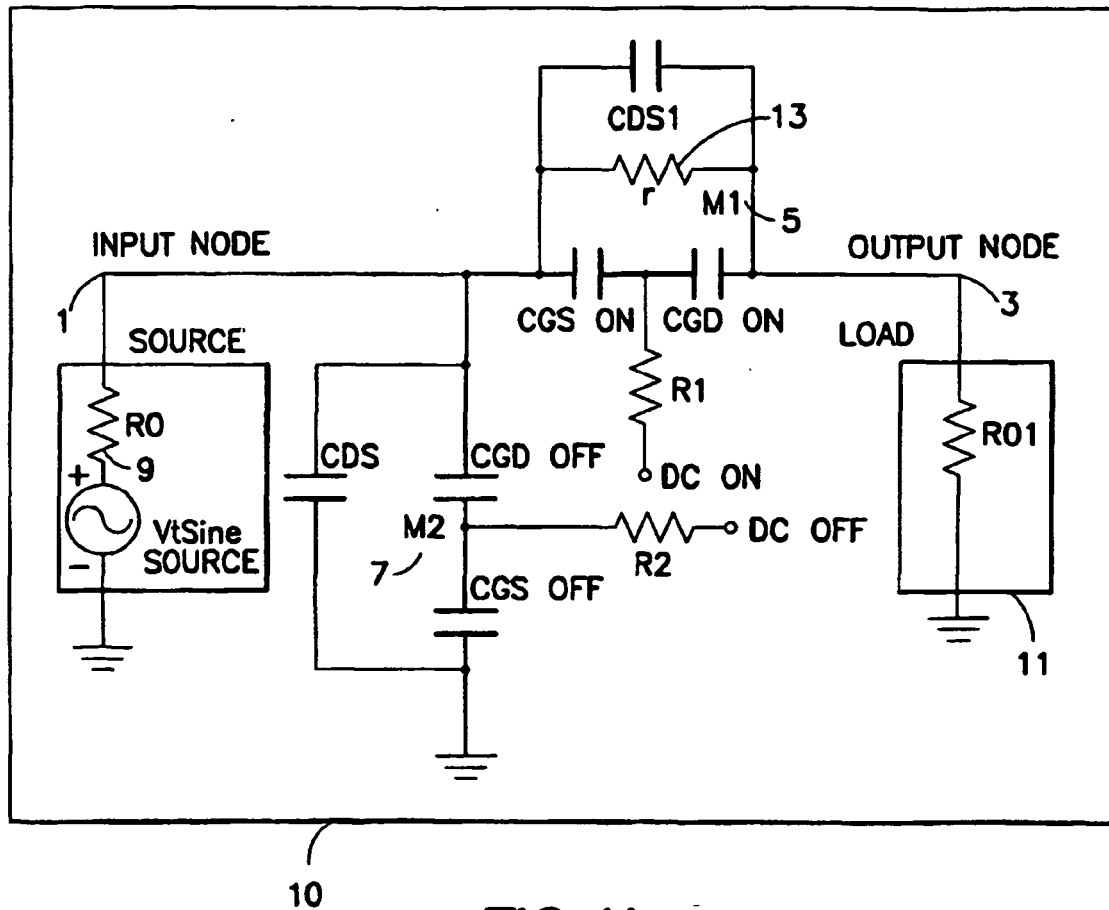 CDS1
13
r
M1
5
INPUT NODE
OUTPUT NODE
1
CGS ON
CGD ON
3
SOURCE
LOAD
R0
R1
R01
9
CDS
CGD OFF
DC ON
+
VtSine
SOURCE
-
M2
DC OFF
7
R2
CGS OFF
11
10